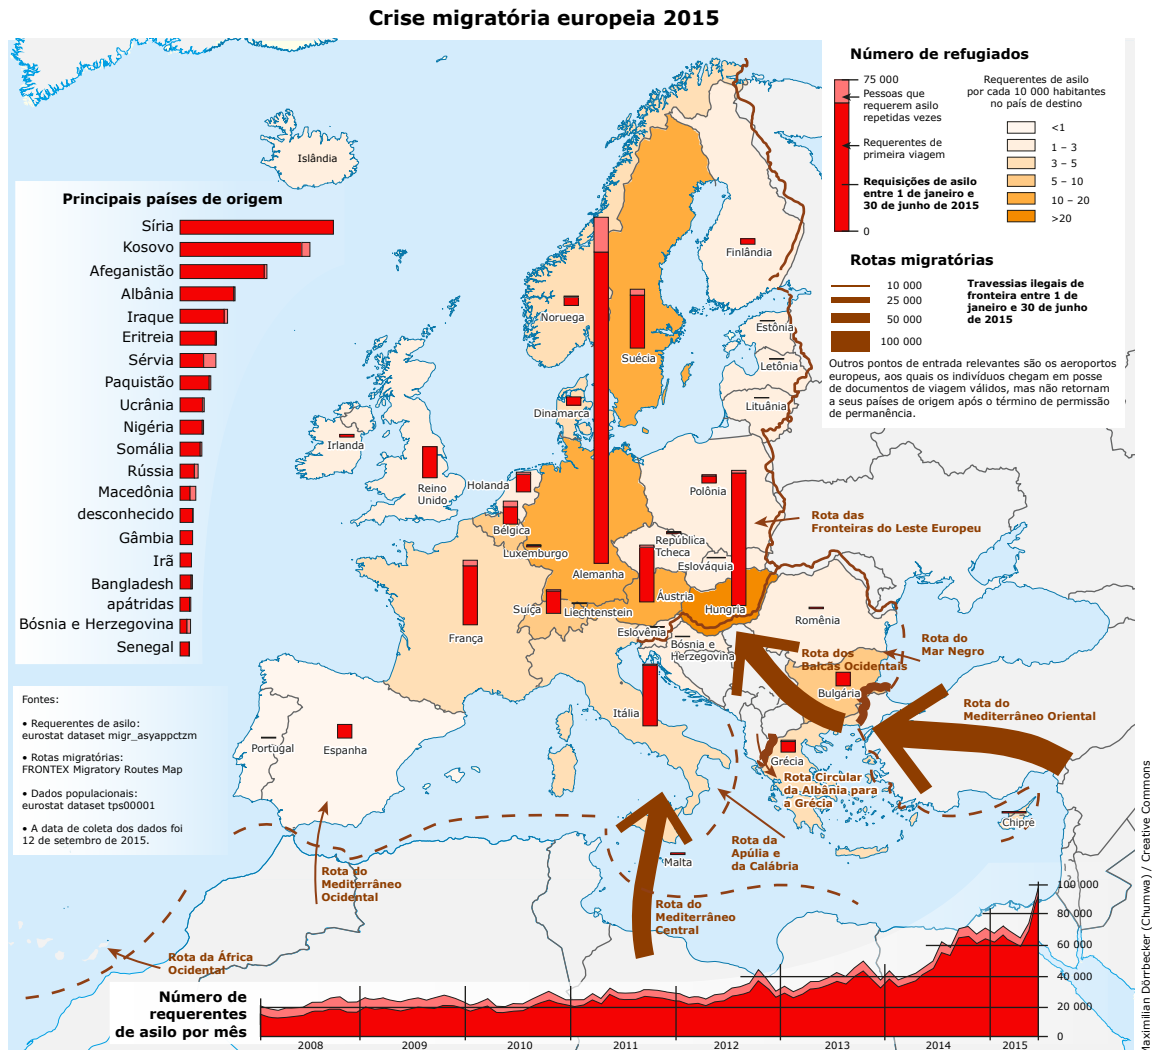 Crise migratória europeia 2015
Número de refugiados
75 000
Pessoas que
requerem asilo
repetidas vezes
Requerentes de
primeira viagem
Requisições de asilo
entre 1 de janeiro e
30 de junho de 2015
0
Requerentes de asilo
por cada 10 000 habitantes
no país de destino
<1
1 – 3
3 – 5
5 – 10
10 – 20
>20
Rotas migratórias
10 000
25 000
50 000
100 000
Travessias ilegais de
fronteira entre 1 de
janeiro e 30 de junho
de 2015
Outros pontos de entrada relevantes são os aeroportos
europeus, aos quais os indivíduos chegam em posse
de documentos de viagem válidos, mas não retornam
a seus países de origem após o término de permissão
de permanência.
Principais países de origem
Síria
Kosovo
Afeganistão
Albânia
Iraque
Eritreia
Sérvia
Paquistão
Ucrânia
Nigéria
Somália
Rússia
Macedônia
desconhecido
Gâmbia
Irã
Bangladesh
apátridas
Bósnia e Herzegovina
Senegal
Islândia
Noruega
Suécia
Finlândia
Estônia
Letônia
Lituânia
Dinamarca
Irlanda
Reino
Unido
Holanda
Bélgica
Luxemburgo
Alemanha
Polônia
República
Tcheca
Eslováquia
Áustria
Hungria
Suíça
Liechtenstein
França
Eslovênia
Bósnia e
Herzegovina
Romênia
Bulgária
Itália
Grécia
Portugal
Espanha
Malta
Chipre
Rota das
Fronteiras do Leste Europeu
Rota do
Mar Negro
Rota dos
Balcãs Ocidentais
Rota do
Mediterrâneo Oriental
Rota Circular
da Albânia para
a Grécia
Rota da
Apúlia e
da Calábria
Rota do
Mediterrâneo
Central
Rota do
Mediterrâneo
Ocidental
Rota da África
Ocidental
Fontes:
• Requerentes de asilo:
eurostat dataset migr_asyappctzm
• Rotas migratórias:
FRONTEX Migratory Routes Map
• Dados populacionais:
eurostat dataset tps00001
• A data de coleta dos dados foi
12 de setembro de 2015.
Número de
requerentes
de asilo por mês
100 000
80 000
60 000
40 000
20 000
0
2008
2009
2010
2011
2012
2013
2014
2015
Maximilian Dörrbecker (Chumwa) / Creative Commons